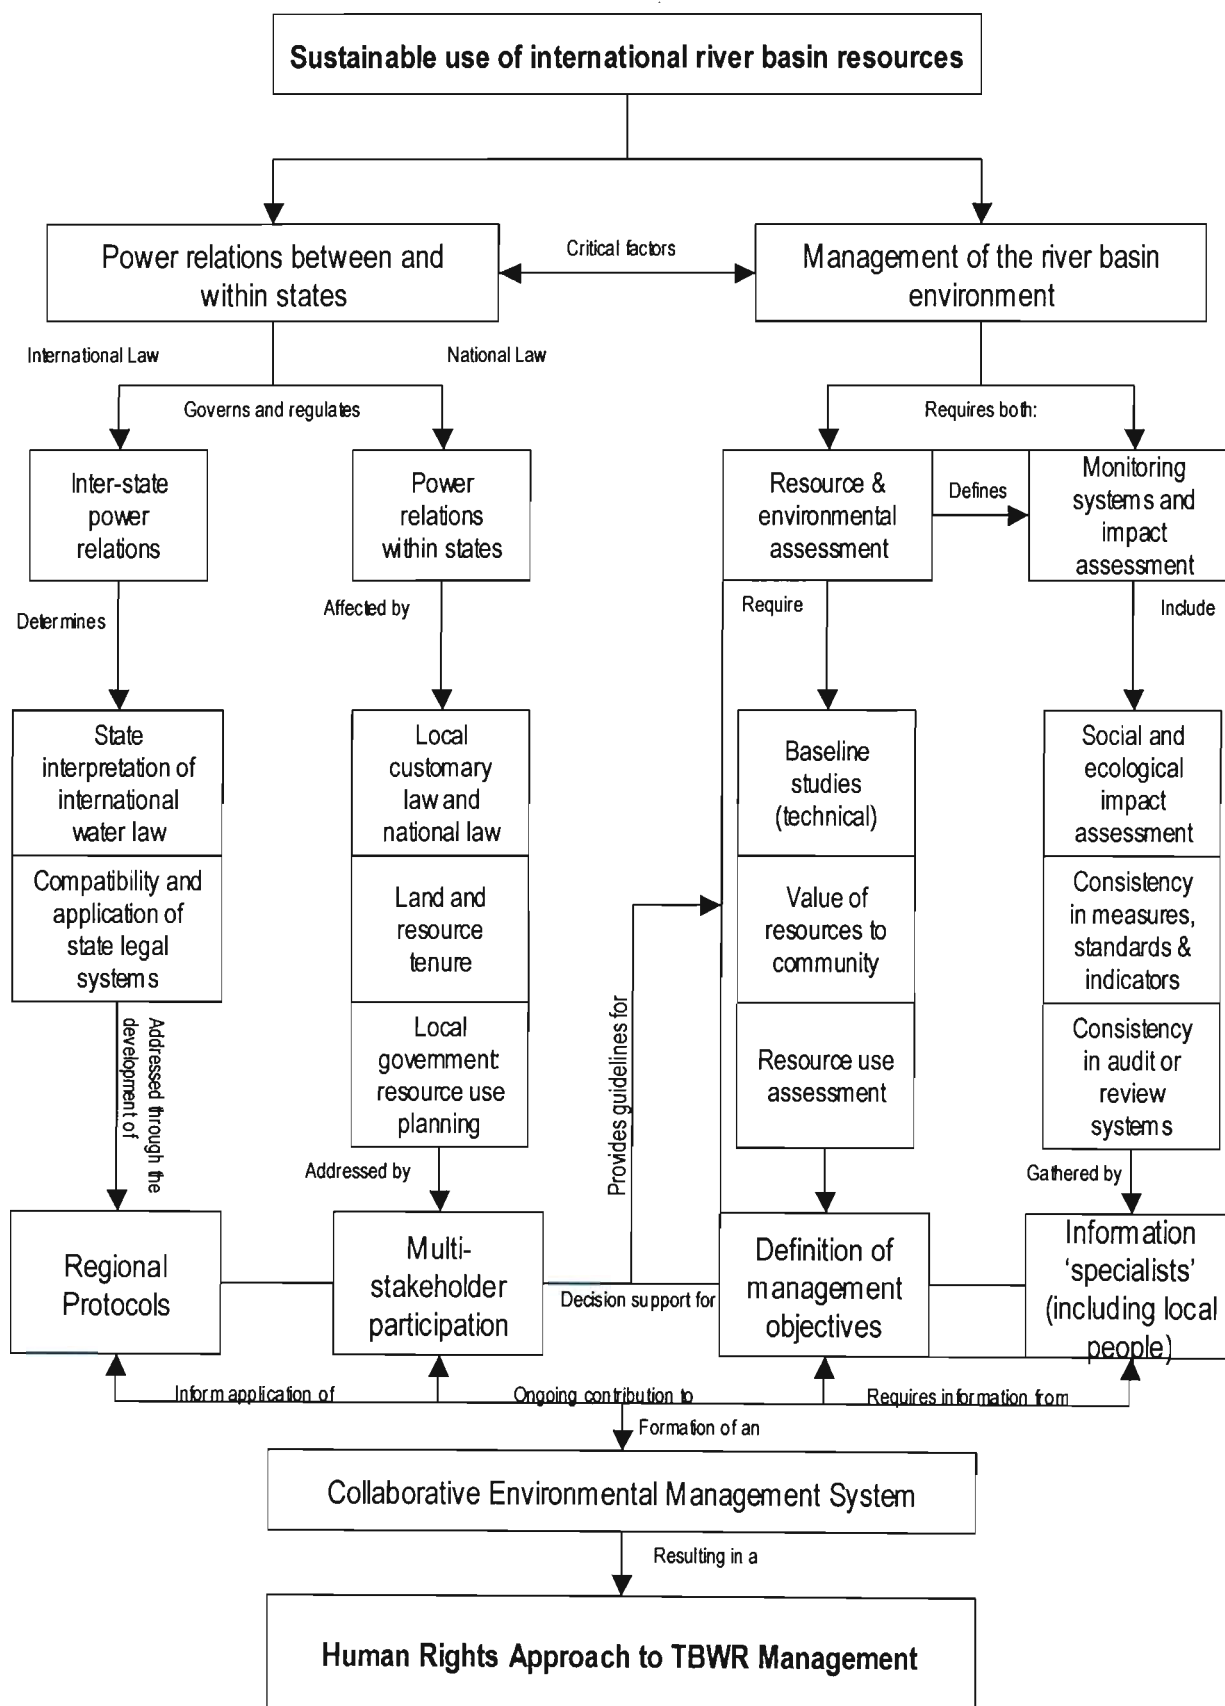 Sustainable use of international river basin resources
Power relations between and
within states
Critical factors
Management of the river basin
environment
International Law
National Law
Governs and regulates
Requires both:
Inter-state
power
relations
Power
relations
within states
Resource &
environmental
assessment
Defines
Monitoring
systems and
impact
assessment
Determines
Affected by
Require
Include
State
interpretation of
international
water law
Local
customary
law and
national law
Baseline
studies
(technical)
Social and
ecological
impact
assessment
Compatibility and
application of
state legal
systems
Land and
resource
tenure
Value of
resources to
community
Consistency
in measures,
standards &
indicators
Addressed through the
development of
Local
government:
resource use
planning
Provides guidelines for
Resource use
assessment
Consistency
in audit or
review
systems
Addressed by
Gathered by
Regional
Protocols
Multi-
stakeholder
participation
Decision support for
Definition of
management
objectives
Information
‘specialists’
(including local
people)
Inform application of
Ongoing contribution to
Requires information from
Formation of an
Collaborative Environmental Management System
Resulting in a
Human Rights Approach to TBWR Management